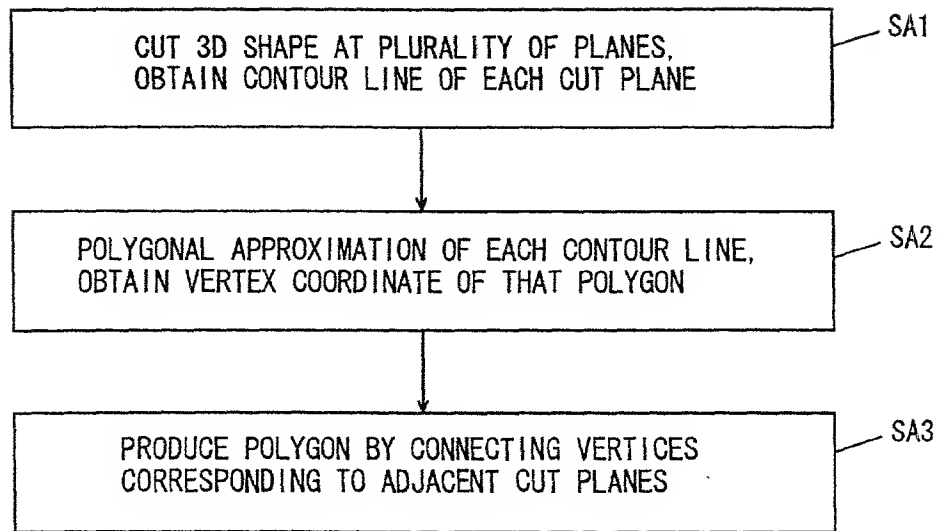 CUT 3D SHAPE AT PLURALITY OF PLANES,
OBTAIN CONTOUR LINE OF EACH CUT PLANE
SA1
POLYGONAL APPROXIMATION OF EACH CONTOUR LINE,
OBTAIN VERTEX COORDINATE OF THAT POLYGON
SA2
PRODUCE POLYGON BY CONNECTING VERTICES
CORRESPONDING TO ADJACENT CUT PLANES
SA3